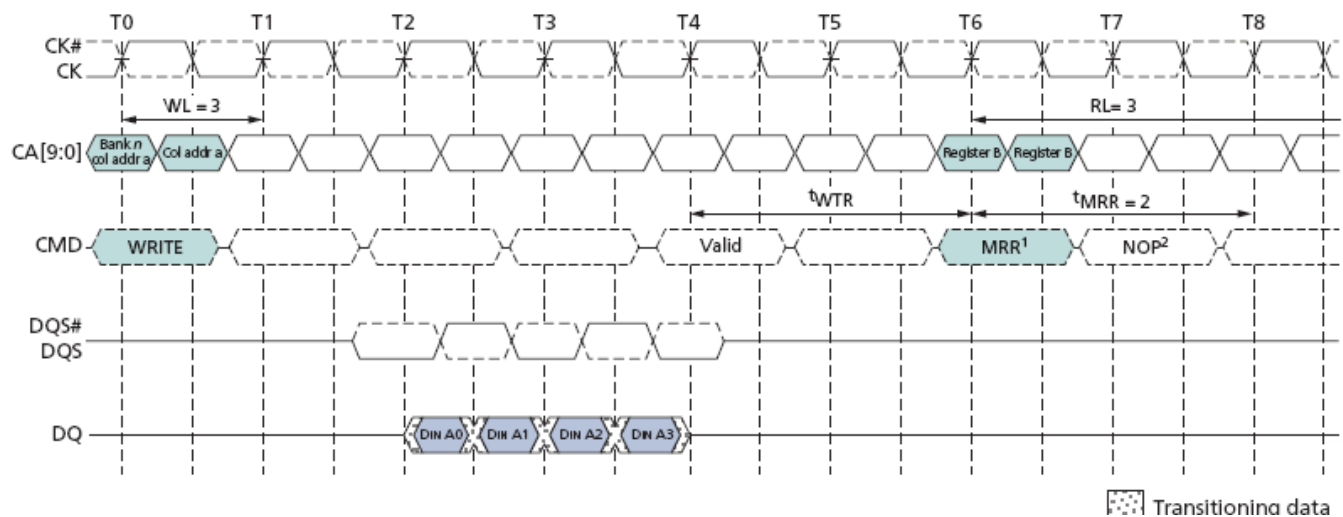 T0 T1 T2 T3 T4 T5 T6 T7 T8
CK#
CK
WL = 3 RL= 3
CA[9:0] Bank n col addr a Col addr a Register B Register B
tWTR tMRR = 2
CMD WRITE Valid MRR1 NOP2
DQS#
DQS
DQ DIN A0 DIN A1 DIN A2 DIN A3
Transitioning data